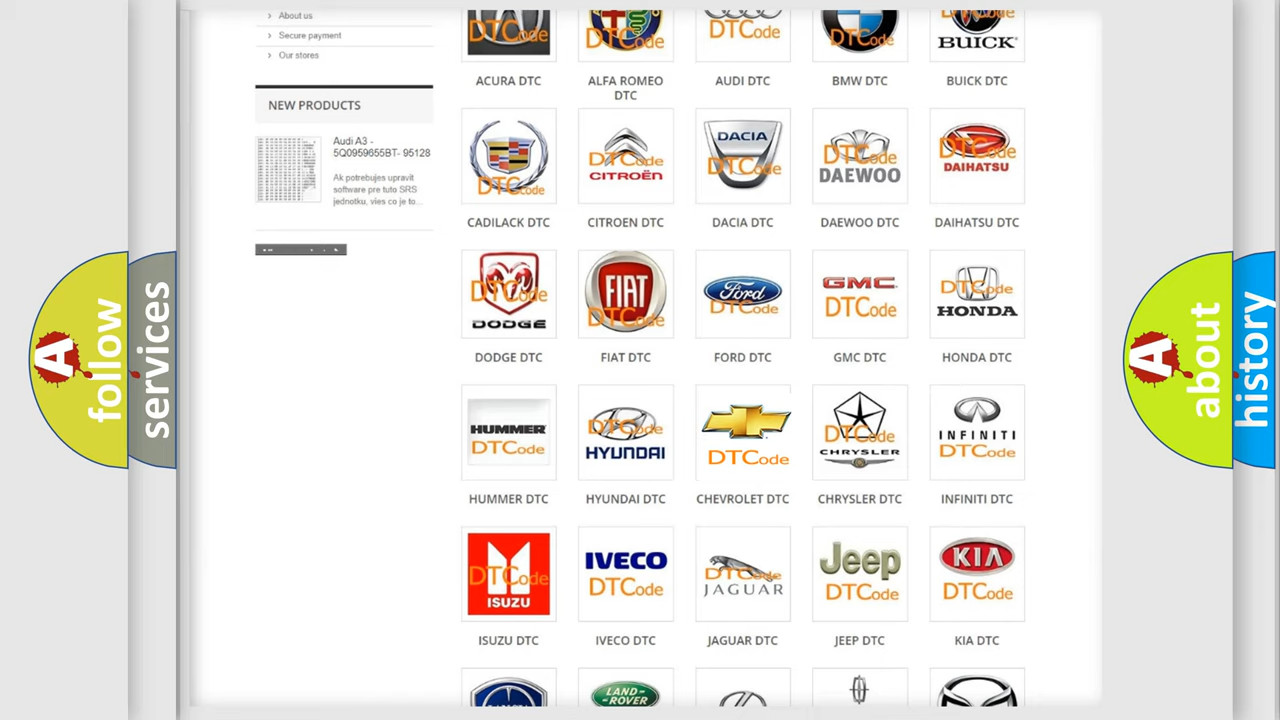 About us
Secure payment
Our stores
NEW PRODUCTS
Audi A3 -
5Q0959655BT- 95128
Ak potrebujes upravit
software pre tuto SRS
jednotku, vies co je to...
DTCode
DTCode
DTCode
DTCode
BUICK
ACURA DTC
ALFA ROMEO
DTC
AUDI DTC
BMW DTC
BUICK DTC
DTCode
DTCode
CITROËN
DACIA
DTCode
DTCode
DAEWOO
DTCode
DAIHATSU
CADILACK DTC
CITROEN DTC
DACIA DTC
DAEWOO DTC
DAIHATSU DTC
DTCode
DODGE
FIAT
DTCode
Ford
DTCode
GMC
DTCode
DTCode
HONDA
DODGE DTC
FIAT DTC
FORD DTC
GMC DTC
HONDA DTC
HUMMER
DTCode
DTCode
HYUNDAI
DTCode
DTCode
CHRYSLER
INFINITI
DTCode
HUMMER DTC
HYUNDAI DTC
CHEVROLET DTC
CHRYSLER DTC
INFINITI DTC
DTCode
ISUZU
IVECO
DTCode
DTCode
JAGUAR
Jeep
DTCode
KIA
DTCode
ISUZU DTC
IVECO DTC
JAGUAR DTC
JEEP DTC
KIA DTC
LAND-
ROVER
A
follow
services
A
about
history